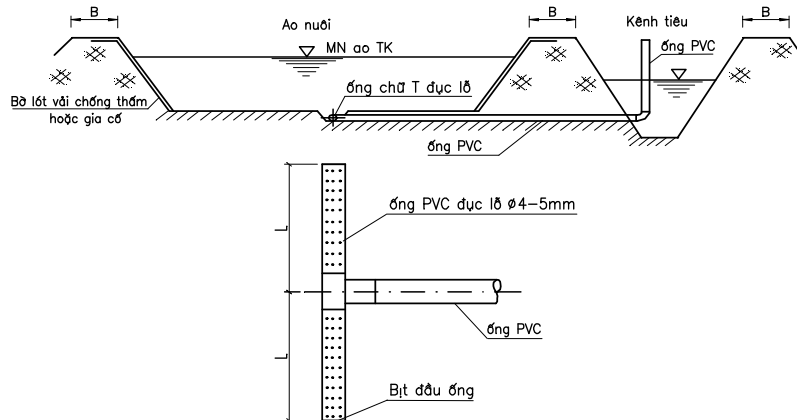 B
Ao nuôi
B
Kênh tiêu
B
MN ao TK
ống PVC
ống chữ T đục lỗ
Bờ lót vải chống thấm
hoặc gia cố
ống PVC
ống PVC đục lỗ ø4-5mm
L
ống PVC
L
Bịt đầu ống